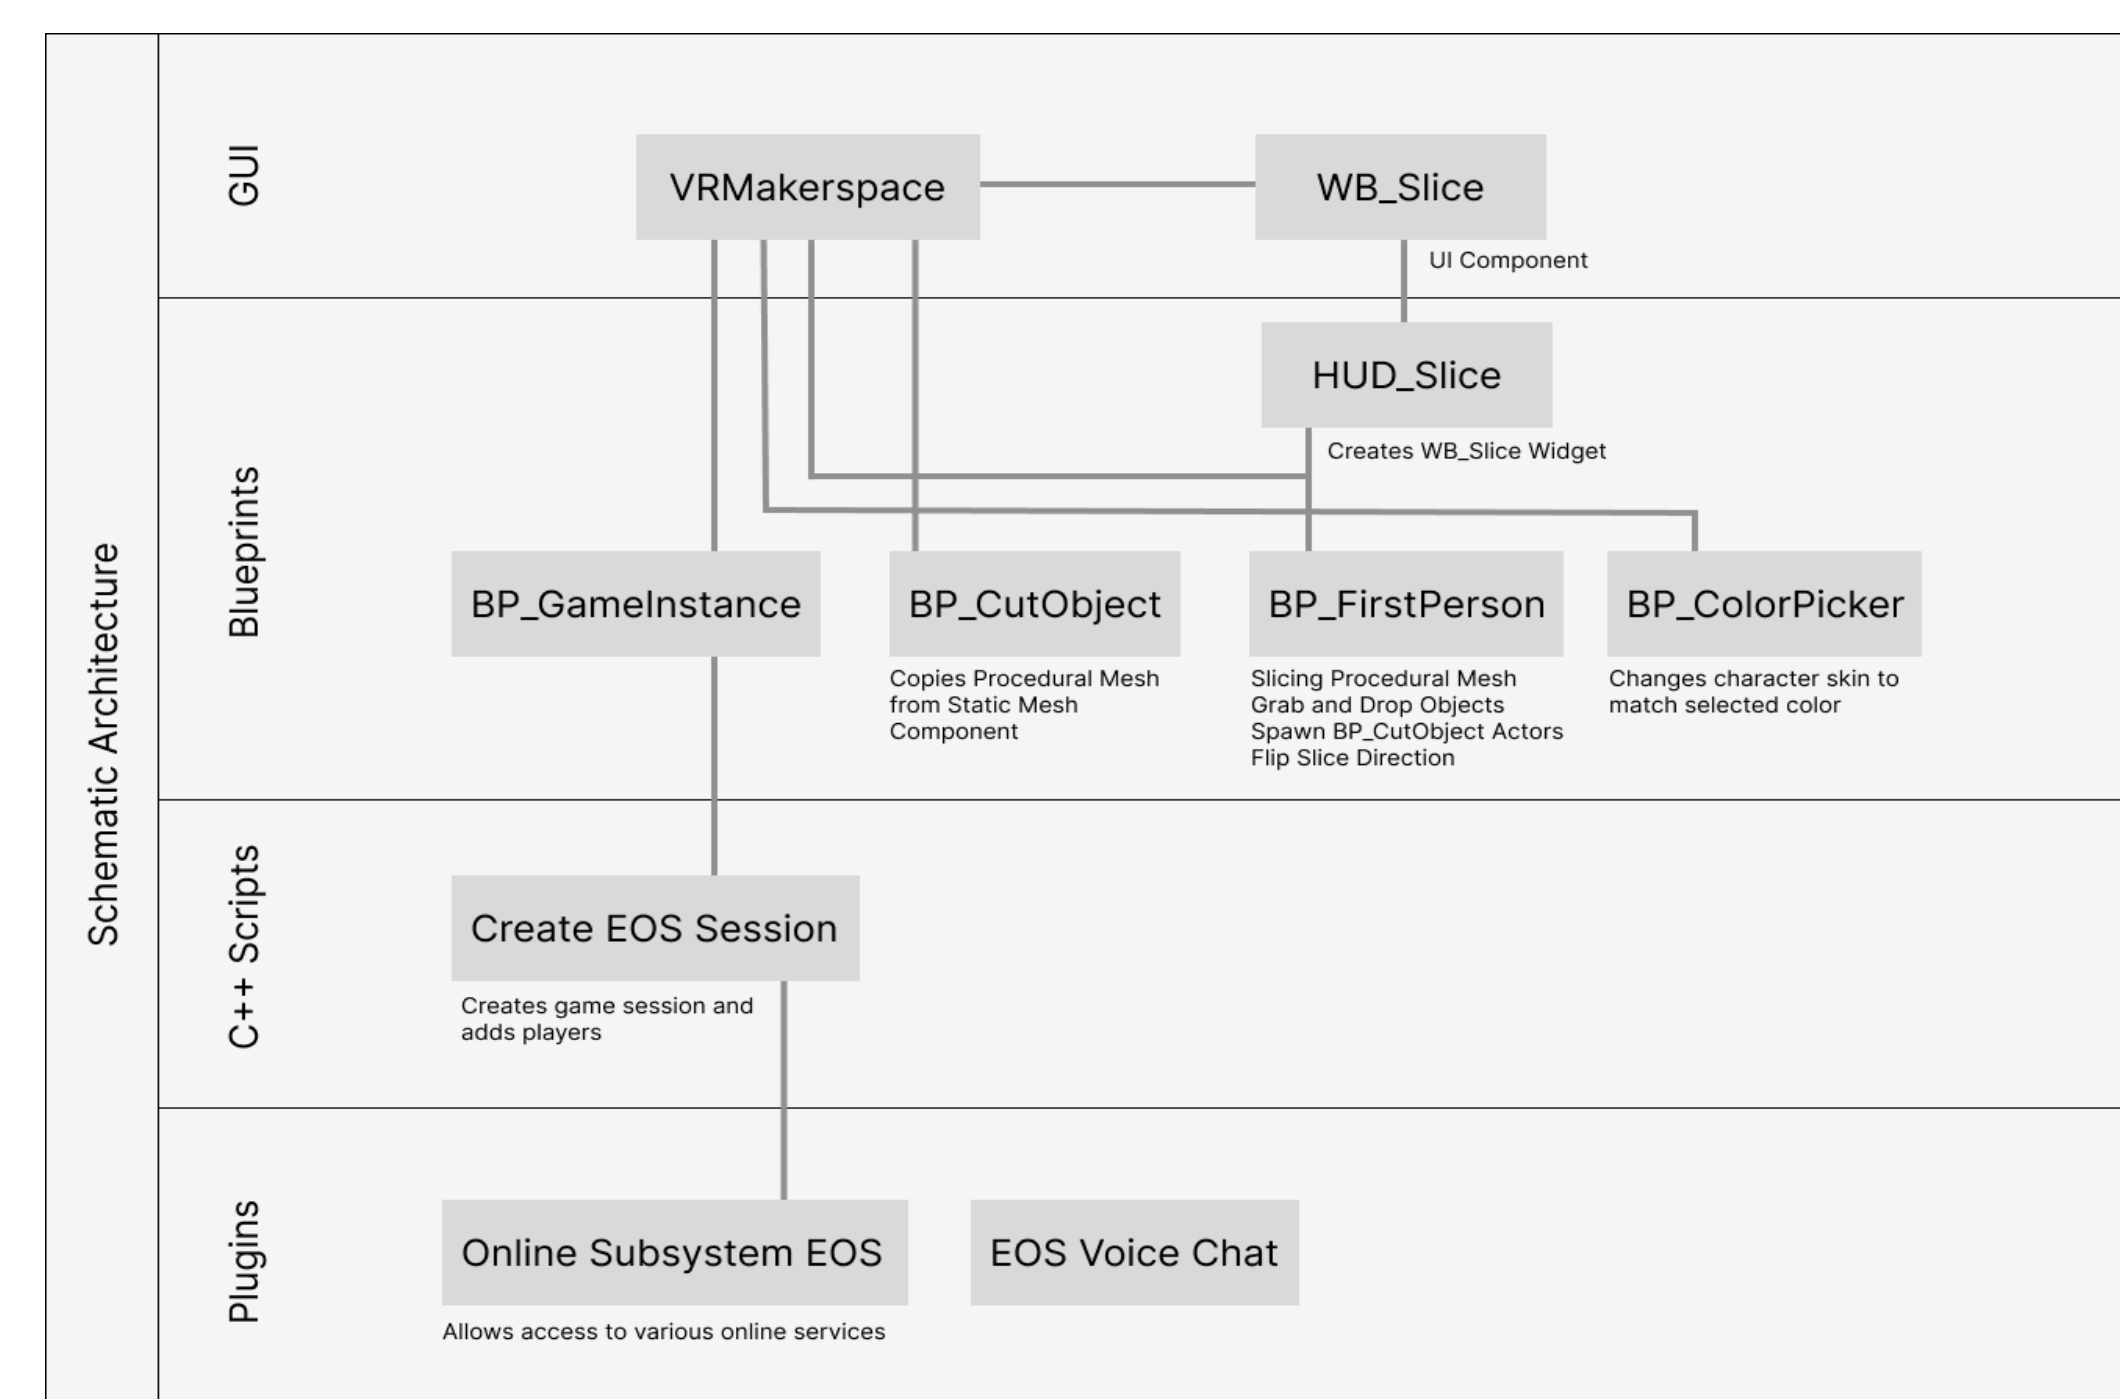 Schematic Architecture
GUI
VRMakerspace
WB_Slice
UI Component
Blueprints
HUD_Slice
Creates WB_Slice Widget
BP_GameInstance
BP_CutObject
Copies Procedural Mesh
from Static Mesh
Component
BP_FirstPerson
Slicing Procedural Mesh
Grab and Drop Objects
Spawn BP_CutObject Actors
Flip Slice Direction
BP_ColorPicker
Changes character skin to
match selected color
C++ Scripts
Create EOS Session
Creates game session and
adds players
Plugins
Online Subsystem EOS
Allows access to various online services
EOS Voice Chat